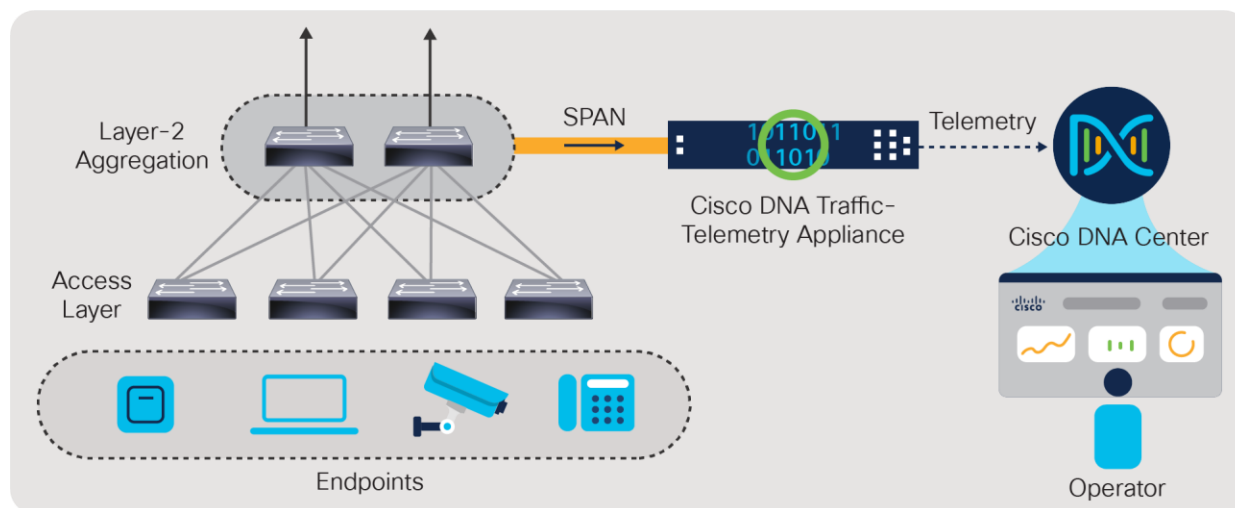 Layer-2
Aggregation
SPAN
1011011
011010
Telemetry
Cisco DNA Traffic-
Telemetry Appliance
Cisco DNA Center
Access
Layer
cisco
Endpoints
Operator